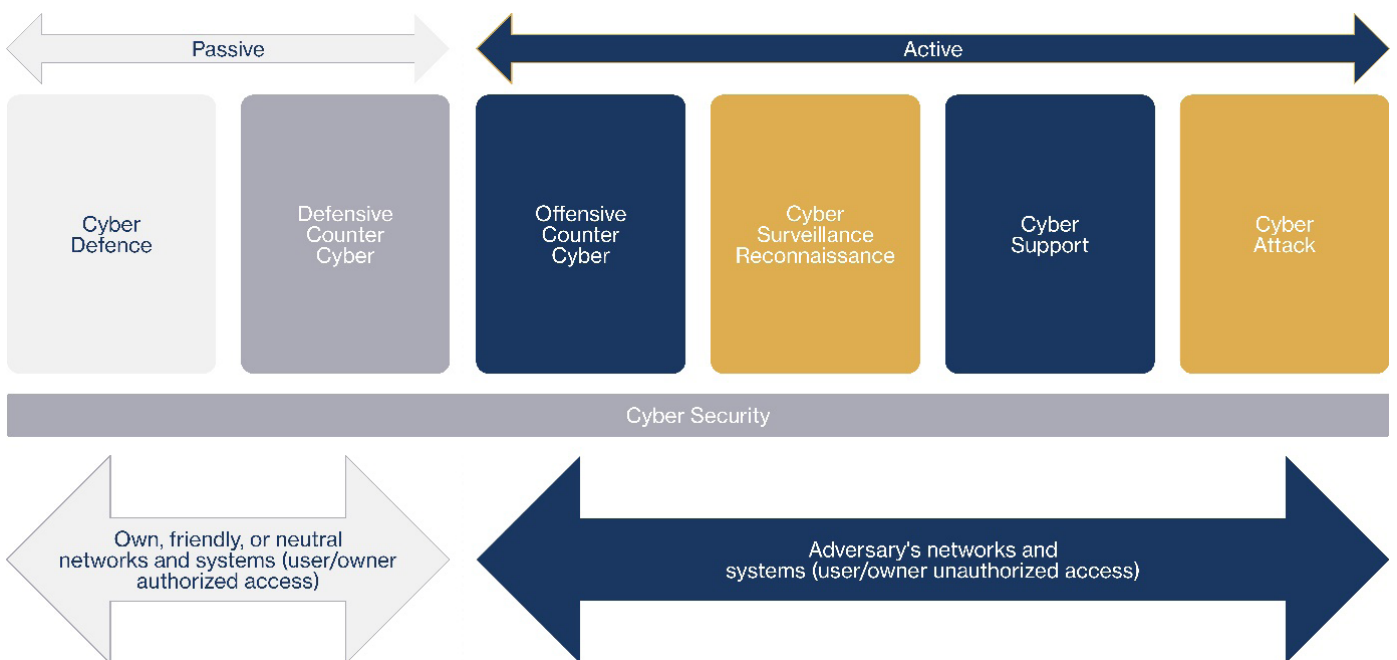 Passive
Active
Cyber
Defence
Defensive
Counter
Cyber
Offensive
Counter
Cyber
Cyber
Surveillance
Reconnaissance
Cyber
Support
Cyber
Attack
Cyber Security
Own, friendly, or neutral
networks and systems (user/owner
authorized access)
Adversary's networks and
systems (user/owner unauthorized access)